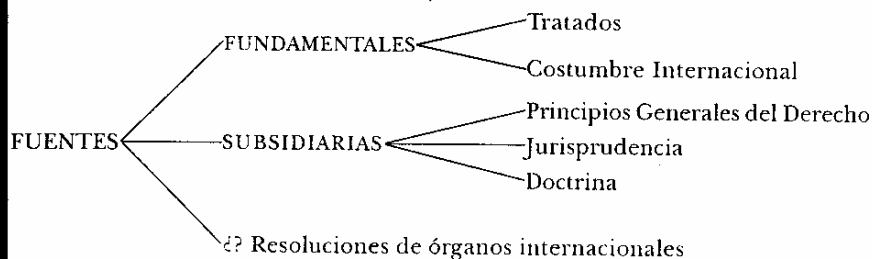 Tratados
FUNDAMENTALES
Costumbre Internacional
Principios Generales del Derecho
FUENTES
SUBSIDIARIAS
Jurisprudencia
Doctrina
¿? Resoluciones de órganos internacionales